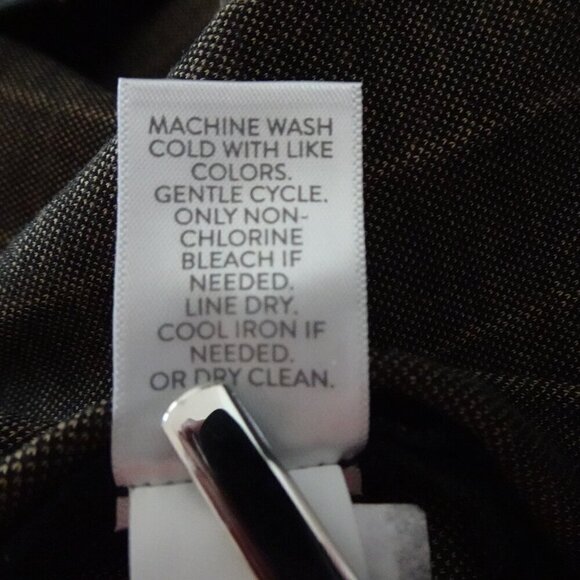 MACHINE WASH
COLD WITH LIKE
COLORS.
GENTLE CYCLE.
ONLY NON-
CHLORINE
BLEACH IF
NEEDED.
LINE DRY,
COOL IRON IF
NEEDED.
OR DRY CLEAN.